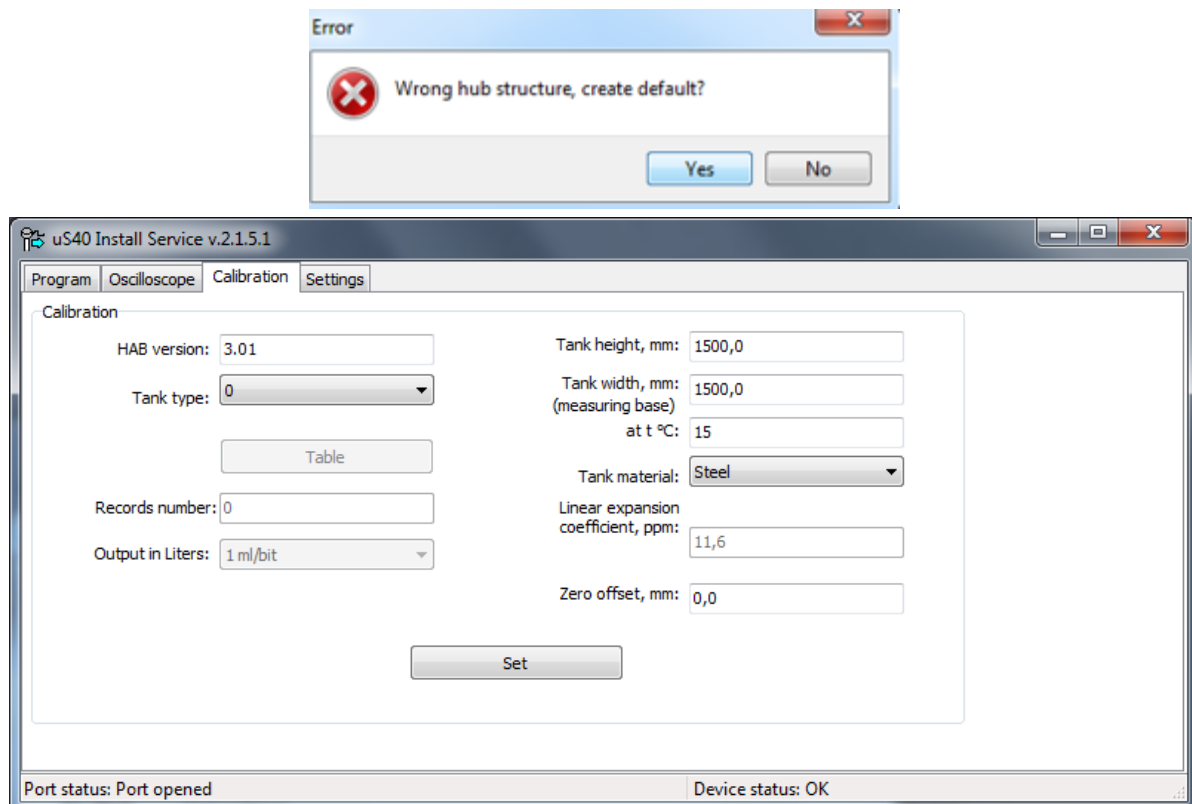 Error
Wrong hub structure, create default?
Yes No
uS40 Install Service v.2.1.5.1
Program Oscilloscope Calibration Settings
Calibration
HAB version: 3.01
Tank type: 0
Table
Records number: 0
Output in Liters: 1 ml/bit
Tank height, mm: 1500,0
Tank width, mm: 1500,0
(measuring base)
at t ºC: 15
Tank material: Steel
Linear expansion
coefficient, ppm: 11,6
Zero offset, mm: 0,0
Set
Port status: Port opened Device status: OK